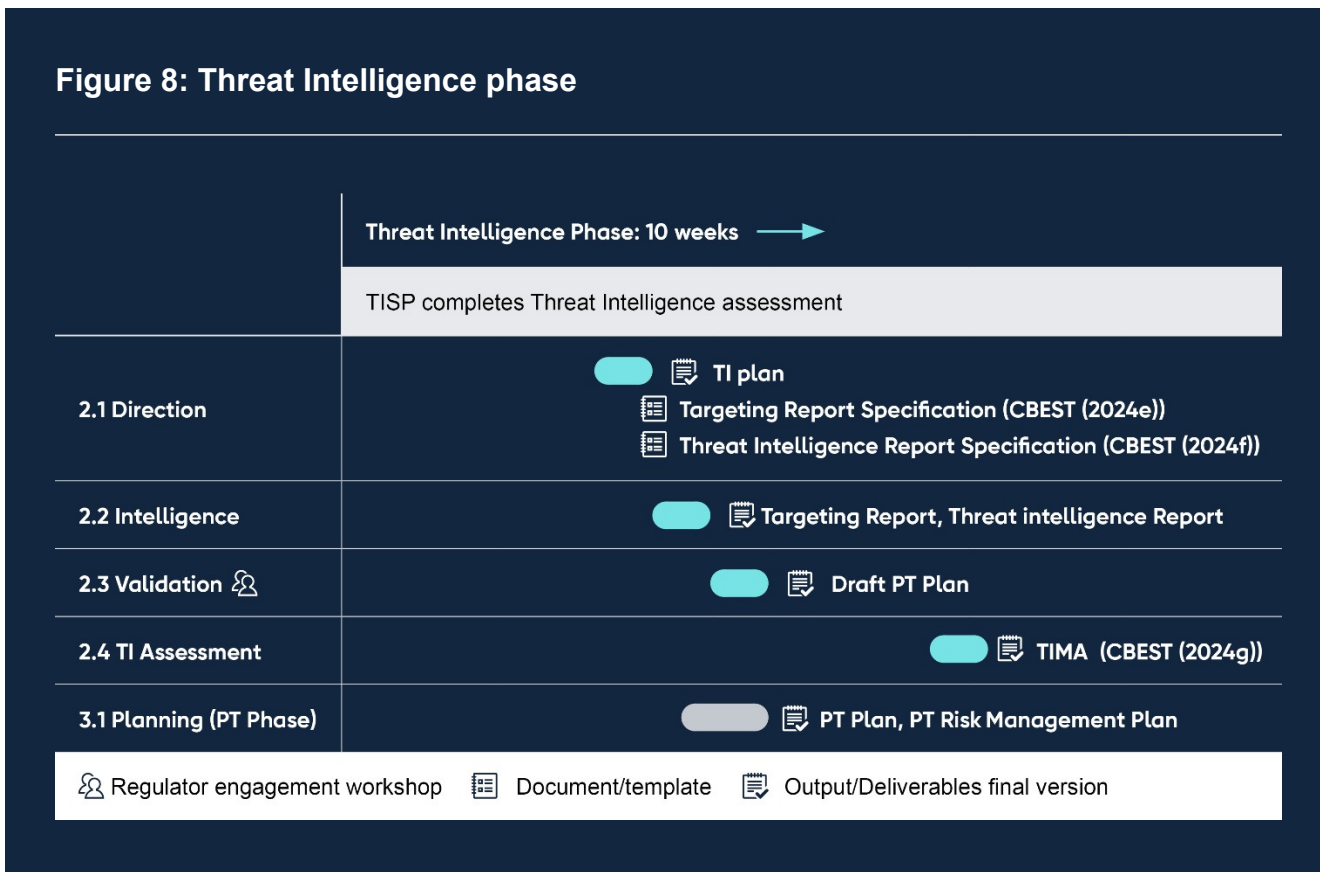 Figure 8: Threat Intelligence phase
Threat Intelligence Phase: 10 weeks
TISP completes Threat Intelligence assessment
2.1 Direction
TI plan
Targeting Report Specification (CBEST (2024e))
Threat Intelligence Report Specification (CBEST (2024f))
2.2 Intelligence
Targeting Report, Threat intelligence Report
2.3 Validation
Draft PT Plan
2.4 TI Assessment
TIMA (CBEST (2024g))
3.1 Planning (PT Phase)
PT Plan, PT Risk Management Plan
Regulator engagement workshop
Document/template
Output/Deliverables final version